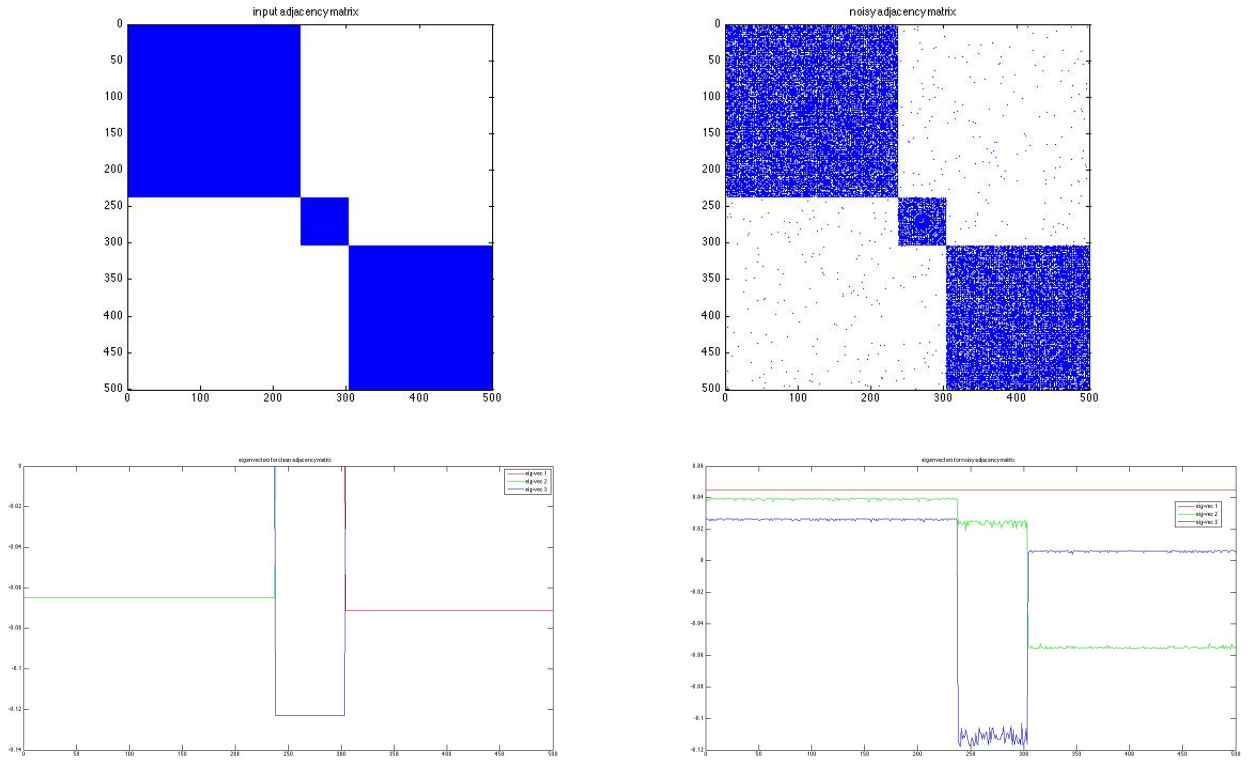 input adjacency matrix
0
50
100
150
200
250
300
350
400
450
500
0 100 200 300 400 500
noisy adjacency matrix
0
50
100
150
200
250
300
350
400
450
500
0 100 200 300 400 500
eigenvectors for clean adjacency matrix
0
-0.02
-0.04
-0.06
-0.08
-0.1
-0.12
-0.14
0 50 100 150 200 250 300 350 400 450 500
eig-vec 1
eig-vec 2
eig-vec 3
eigenvectors for noisy adjacency matrix
0.06
0.04
0.02
0
-0.02
-0.04
-0.06
-0.08
-0.1
-0.12
0 50 100 150 200 250 300 350 400 450 500
eig-vec 1
eig-vec 2
eig-vec 3